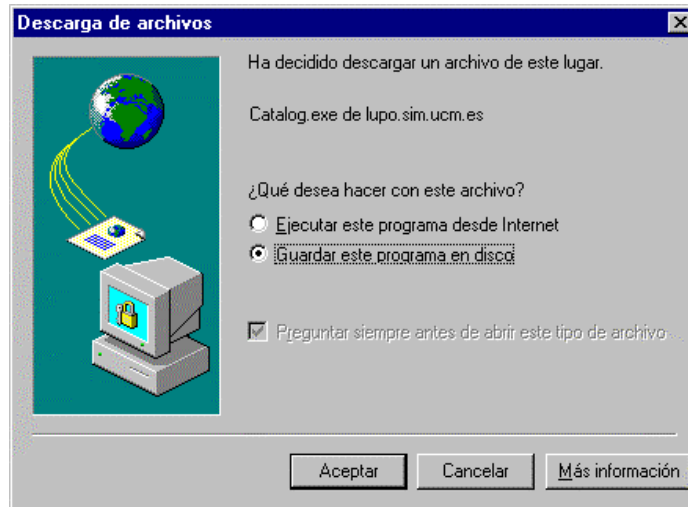 Descarga de archivos
Ha decidido descargar un archivo de este lugar.
Catalog.exe de lupo.sim.ucm.es
¿Qué desea hacer con este archivo?
Ejecutar este programa desde Internet
Guardar este programa en disco
Preguntar siempre antes de abrir este tipo de archivo
Aceptar Cancelar Más información